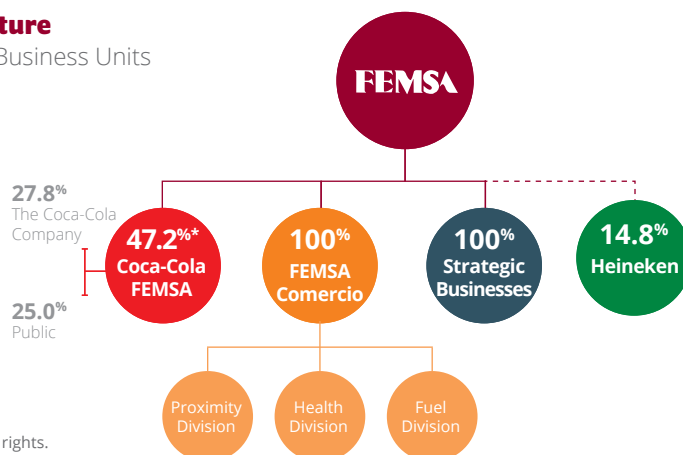 ture
Business Units
FEMSA
27.8%
The Coca-Cola
Company
25.0%
Public
47.2%*
Coca-Cola
FEMSA
100%
FEMSA
Comercio
100%
Strategic
Businesses
14.8%
Heineken
Proximity
Division
Health
Division
Fuel
Division
rights.